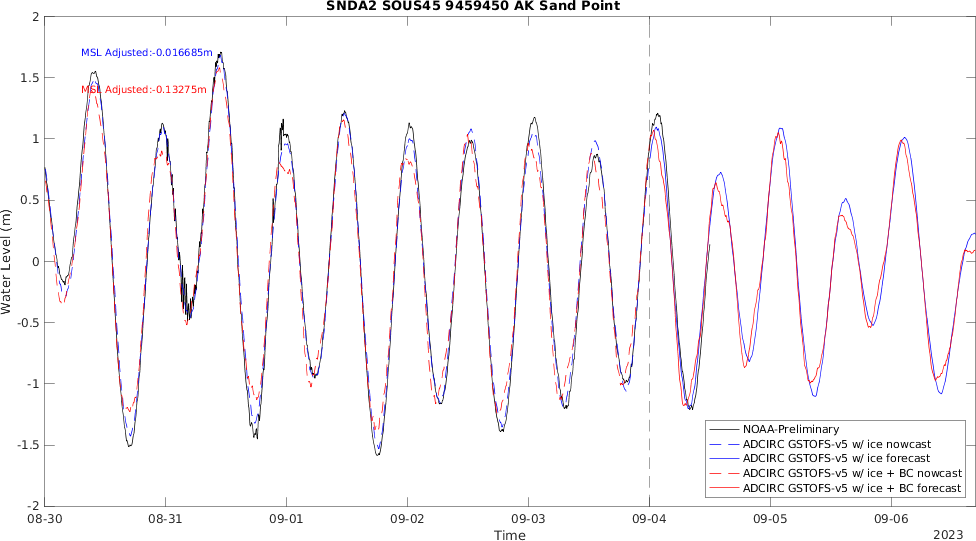 SNDA2 SOUS45 9459450 AK Sand Point
2
1.5
1
0.5
0
-0.5
-1
-1.5
-2
Water Level (m)
MSL Adjusted:-0.016685m
MSL Adjusted:-0.13275m
NOAA-Preliminary
ADCIRC GSTOFS-v5 w/ ice nowcast
ADCIRC GSTOFS-v5 w/ ice forecast
ADCIRC GSTOFS-v5 w/ ice + BC nowcast
ADCIRC GSTOFS-v5 w/ ice + BC forecast
08-30 08-31 09-01 09-02 09-03 09-04 09-05 09-06
Time
2023